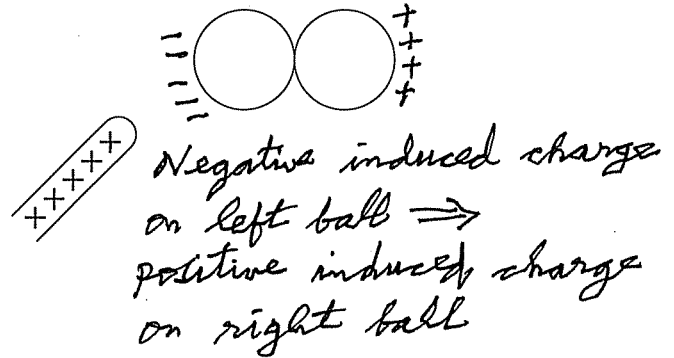 Negative induced charge
on left ball ⇒
positive induced charge
on right ball